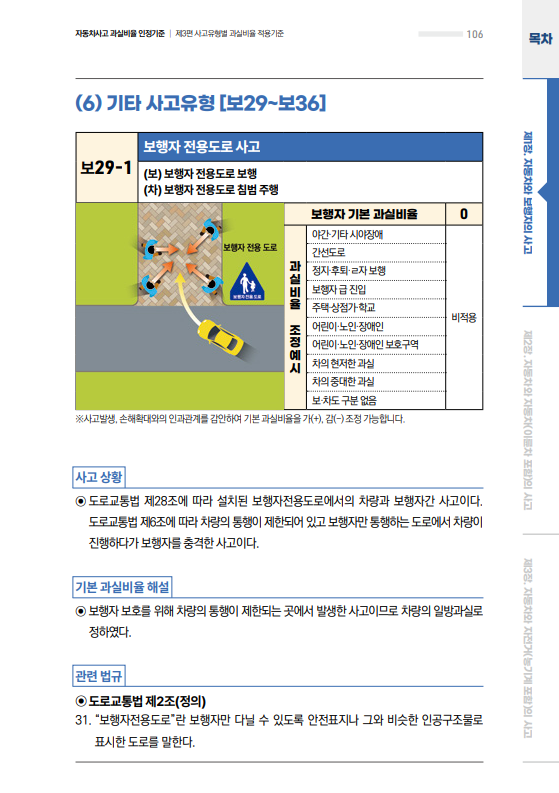 자동차사고 과실비율 인정기준 | 제3편 사고유형별 과실비율 적용기준
106
목차
(6) 기타 사고유형 [보29~보36]
보29-1
보행자 전용도로 사고
(보) 보행자 전용도로 보행
(차) 보행자 전용도로 침범 주행
보행자 전용 도로
보행자 전용 도로
보행자 기본 과실비율
0
과실비율 조정예시
야간·기타 시야장애
간선도로
정지·후퇴·ㄹ자 보행
보행자 급 진입
주택·상점가·학교
어린이·노인·장애인
어린이·노인·장애인 보호구역
차의 현저한 과실
차의 중대한 과실
보·차도 구분 없음
비적용
※사고발생, 손해확대와의 인과관계를 감안하여 기본 과실비율을 가(+), 감(-) 조정 가능합니다.
사고 상황
◉ 도로교통법 제28조에 따라 설치된 보행자전용도로에서의 차량과 보행자간 사고이다.
도로교통법 제6조에 따라 차량의 통행이 제한되어 있고 보행자만 통행하는 도로에서 차량이
진행하다가 보행자를 충격한 사고이다.
기본 과실비율 해설
◉ 보행자 보호를 위해 차량의 통행이 제한되는 곳에서 발생한 사고이므로 차량의 일방과실로
정하였다.
관련 법규
◉ 도로교통법 제2조(정의)
31. “보행자전용도로”란 보행자만 다닐 수 있도록 안전표지나 그와 비슷한 인공구조물로
표시한 도로를 말한다.
제1장. 자동차와 보행자의 사고
제2장. 자동차와 자동차(이륜차 포함)의 사고
제3장. 자동차와 자전거(농기계 포함)의 사고